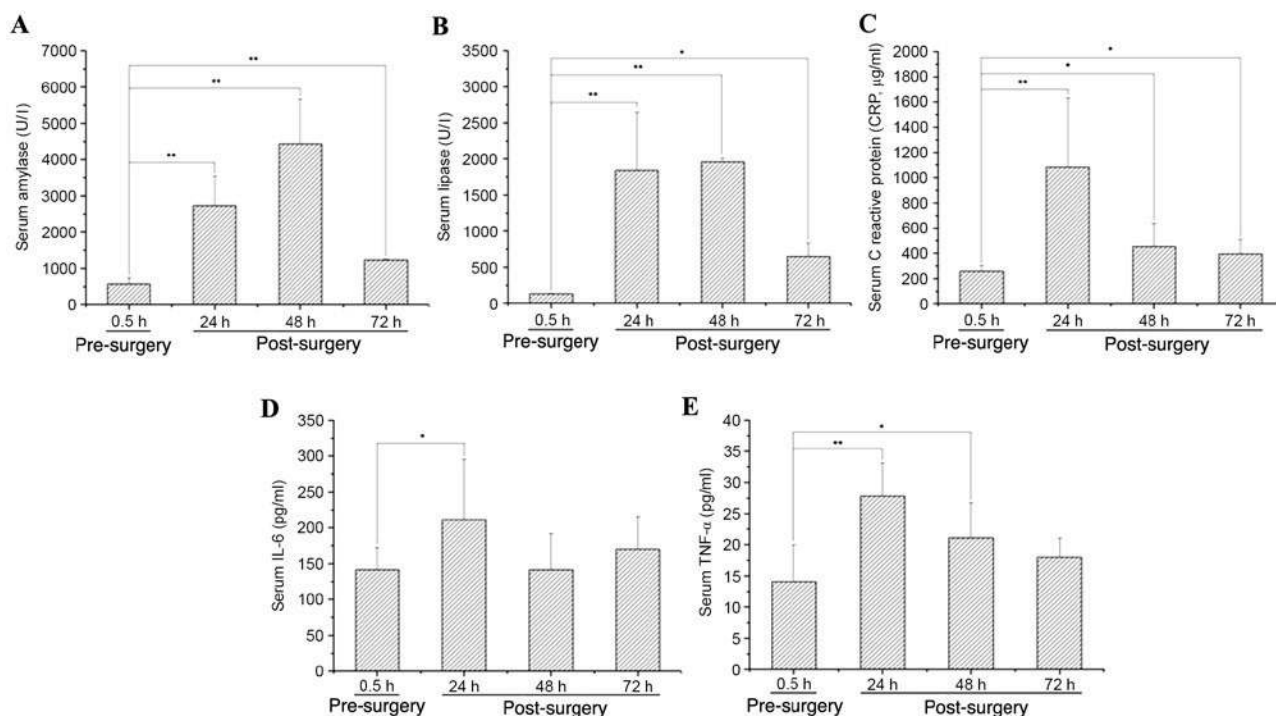 A
Serum amylase (U/l)
7000
6000
5000
4000
3000
2000
1000
0
**
**
**
0.5 h 24 h 48 h 72 h
Pre-surgery Post-surgery
B
Serum lipase (U/l)
3500
3000
2500
2000
1500
1000
500
0
*
**
**
0.5 h 24 h 48 h 72 h
Pre-surgery Post-surgery
C
Serum C reactive protein (CRP, μg/ml)
2000
1800
1600
1400
1200
1000
800
600
400
200
0
*
*
**
0.5 h 24 h 48 h 72 h
Pre-surgery Post-surgery
D
Serum IL-6 (pg/ml)
350
300
250
200
150
100
50
0
*
0.5 h 24 h 48 h 72 h
Pre-surgery Post-surgery
E
Serum TNF-α (pg/ml)
40
35
30
25
20
15
10
5
0
*
**
0.5 h 24 h 48 h 72 h
Pre-surgery Post-surgery